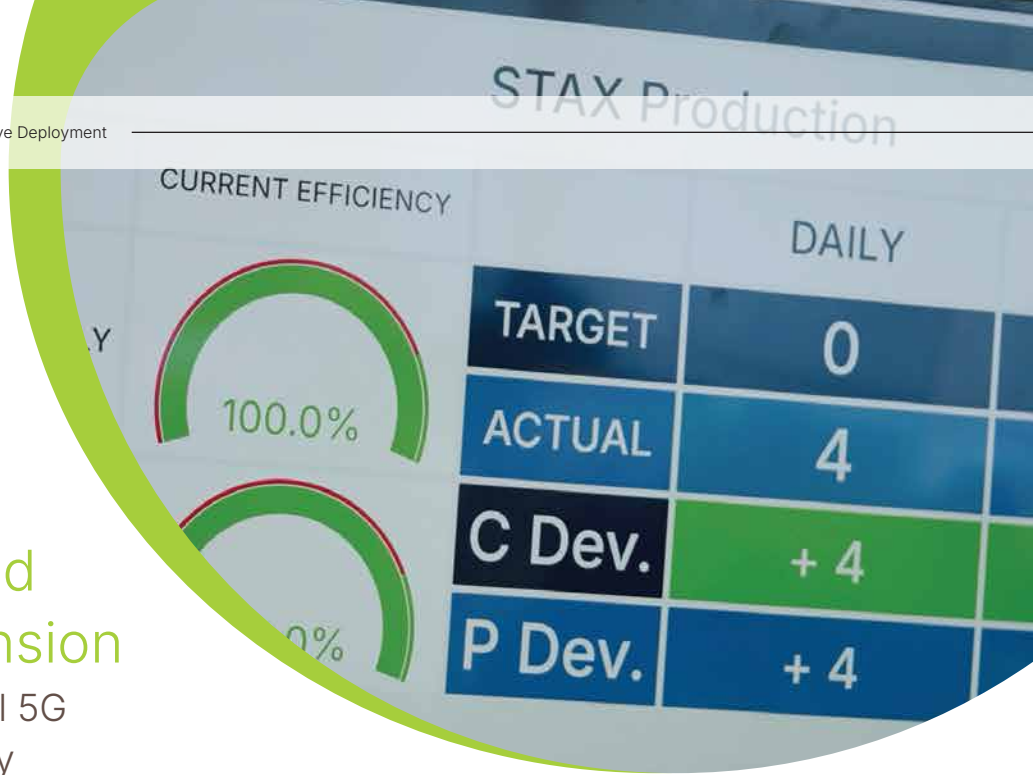 STAX Production
ve Deployment
CURRENT EFFICIENCY
DAILY
TARGET 0
Y
100.0%
ACTUAL 4
C Dev. + 4
d
nsion
0%
P Dev. + 4
l 5G
y